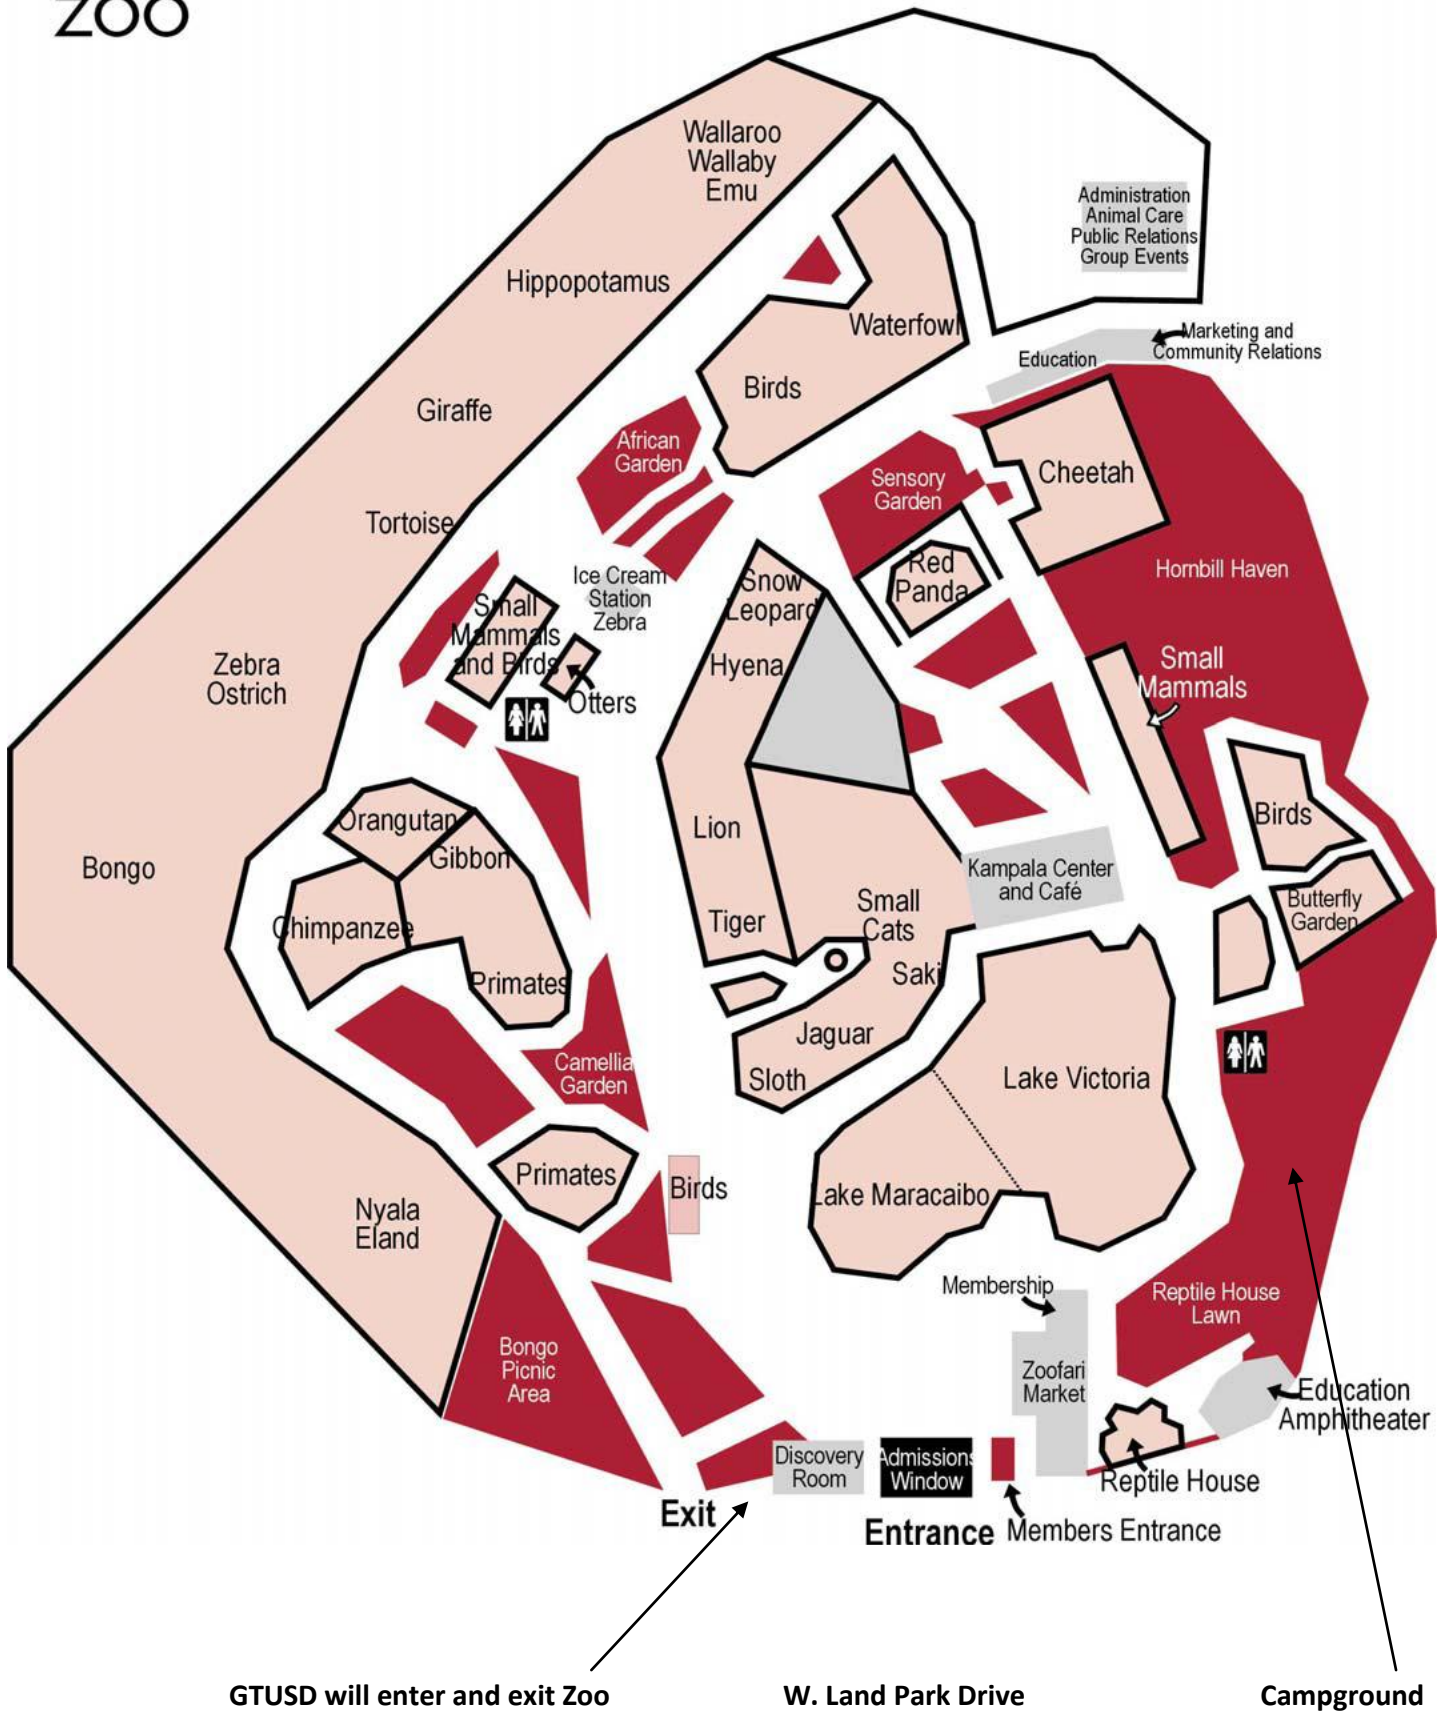 ZOO
Wallaroo
Wallaby
Emu
Administration
Animal Care
Public Relations
Group Events
Hippopotamus
Waterfowl
Marketing and
Community Relations
Education
Birds
Giraffe
African
Garden
Sensory
Garden
Cheetah
Tortoise
Hornbill Haven
Ice Cream
Station
Zebra
Snow
Leopard
Red
Panda
Small
Mammals
and Birds
Otters
Zebra
Ostrich
Hyena
Small
Mammals
Orangutan
Gibbon
Lion
Birds
Bongo
Kampala Center
and Café
Chimpanzee
Tiger
Small
Cats
Butterfly
Garden
Primates
Saki
Jaguar
Sloth
Camellia
Garden
Lake Victoria
Primates
Birds
Lake Maracaibo
Nyala
Eland
Membership
Reptile House
Lawn
Bongo
Picnic
Area
Zoofari
Market
Education
Amphitheater
Discovery
Room
Admissions
Window
Reptile House
Exit
Entrance
Members Entrance
GTUSD will enter and exit Zoo
W. Land Park Drive
Campground